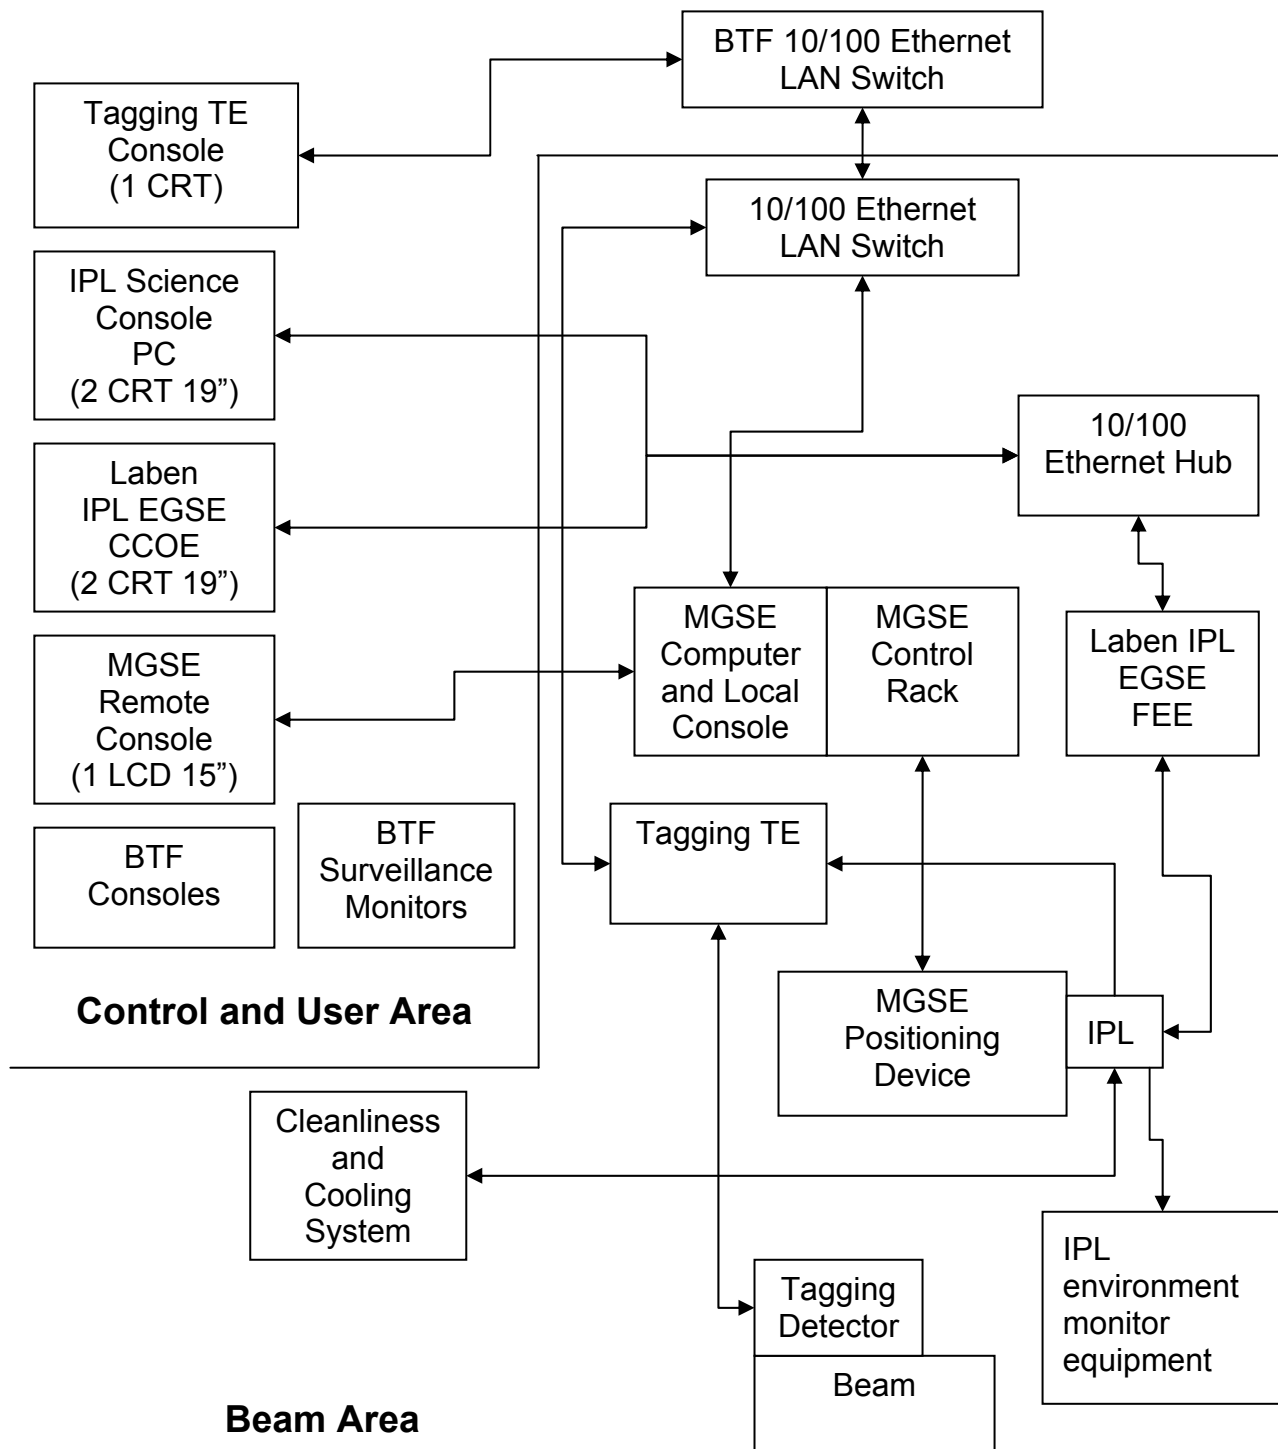 BTF 10/100 Ethernet
LAN Switch
Tagging TE
Console
(1 CRT)
10/100 Ethernet
LAN Switch
IPL Science
Console
PC
(2 CRT 19”)
10/100
Ethernet Hub
Laben
IPL EGSE
CCOE
(2 CRT 19”)
MGSE
Computer
and Local
Console
MGSE
Control
Rack
Laben IPL
EGSE
FEE
MGSE
Remote
Console
(1 LCD 15”)
BTF
Consoles
BTF
Surveillance
Monitors
Tagging TE
Control and User Area
MGSE
Positioning
Device
IPL
Cleanliness
and
Cooling
System
IPL
environment
monitor
equipment
Tagging
Detector
Beam
Beam Area